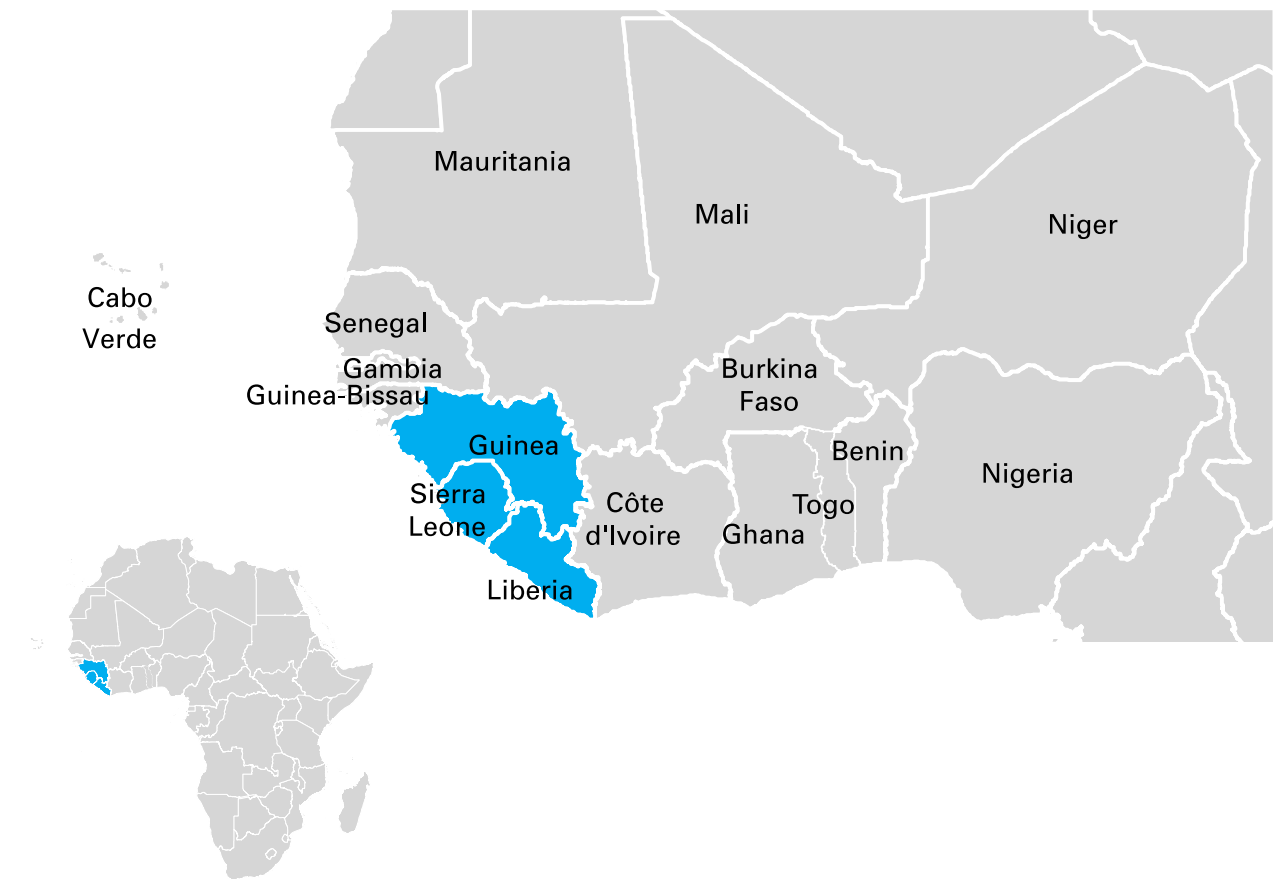 Mauritania
Mali
Niger
Cabo
Verde
Senegal
Gambia
Guinea-Bissau
Burkina
Faso
Guinea
Benin
Nigeria
Sierra
Leone
Côte
d'Ivoire
Togo
Ghana
Liberia